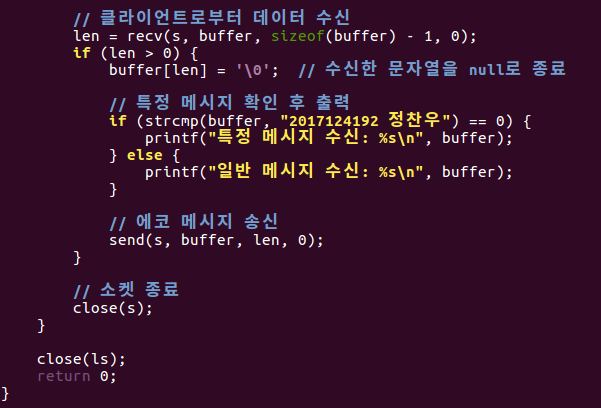 // 클라이언트로부터 데이터 수신
len = recv(s, buffer, sizeof(buffer) - 1, 0);
if (len > 0) {
buffer[len] = '\0';  // 수신한 문자열을 null로 종료
// 특정 메시지 확인 후 출력
if (strcmp(buffer, "2017124192 정찬우") == 0) {
printf("특정 메시지 수신: %s\n", buffer);
} else {
printf("일반 메시지 수신: %s\n", buffer);
}
// 에코 메시지 송신
send(s, buffer, len, 0);
}
// 소켓 종료
close(s);
}
close(ls);
return 0;
}